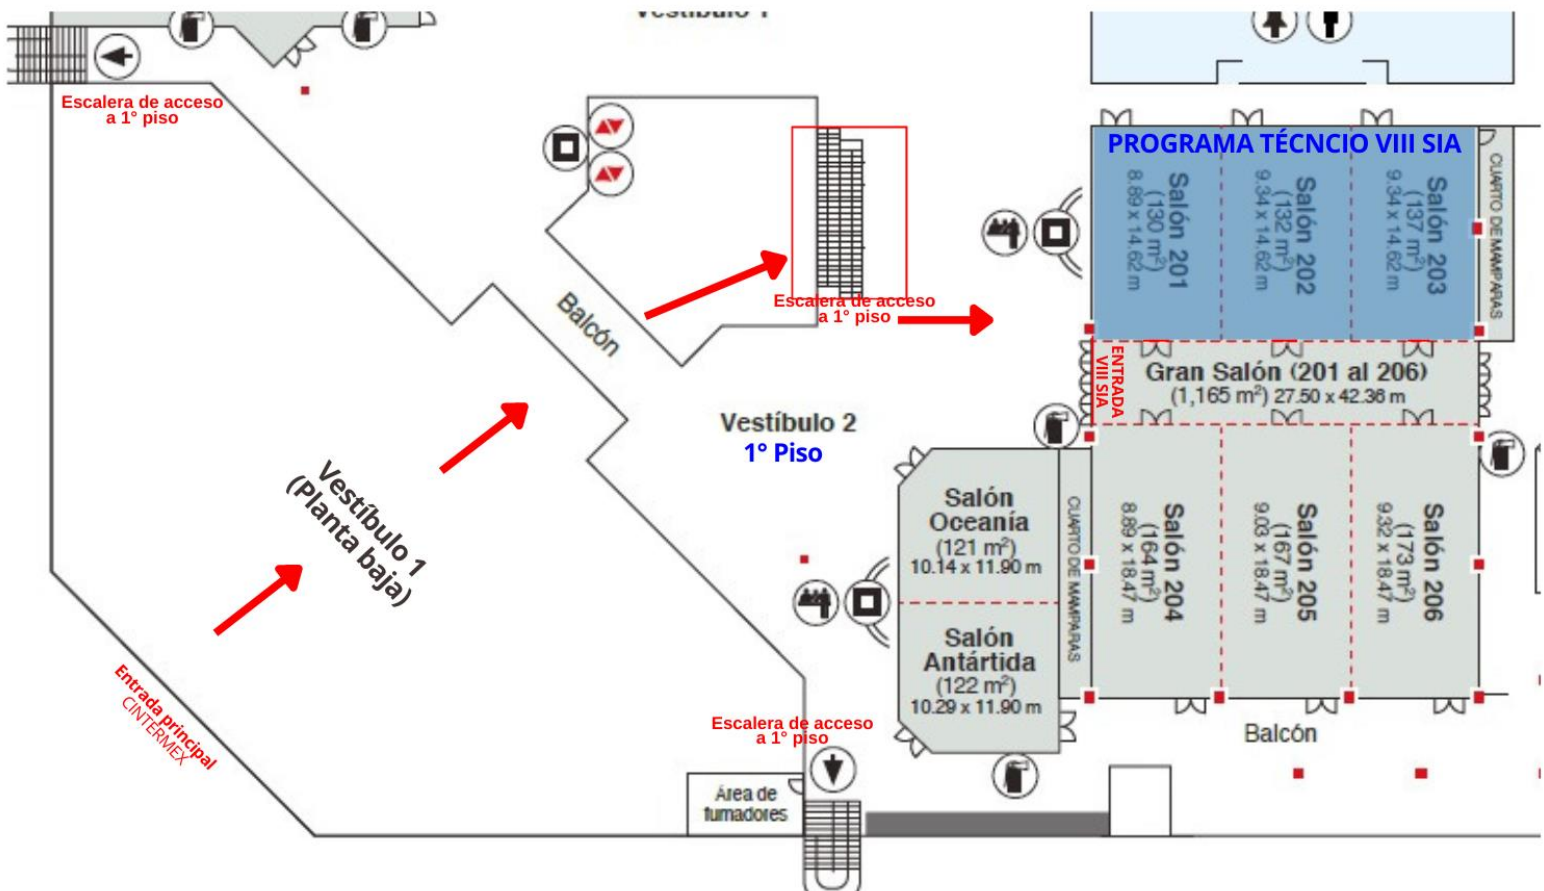 Vestíbulo 1
Escalera de acceso
a 1° piso
PROGRAMA TÉCNCIO VIII SIA
Salón 201
(130 m²)
8.89 x 14.62 m
Salón 202
(132 m²)
9.34 x 14.62 m
Salón 203
(137 m²)
9.34 x 14.62 m
CUARTO DE MAMPARAS
Balcón
Escalera de acceso
a 1° piso
ENTRADA
VIII SIA
Gran Salón (201 al 206)
(1,165 m²) 27.50 x 42.36 m
Vestíbulo 2
1° Piso
Vestíbulo 1
(Planta baja)
Salón
Oceanía
(121 m²)
10.14 x 11.90 m
Salón
Antártida
(122 m²)
10.29 x 11.90 m
CUARTO DE MAMPARAS
Salón 204
(164 m²)
8.89 x 18.47 m
Salón 205
(167 m²)
9.03 x 18.47 m
Salón 206
(173 m²)
9.32 x 18.47 m
Entrada principal
CINTERMEX
Escalera de acceso
a 1° piso
Balcón
Área de
fumadores